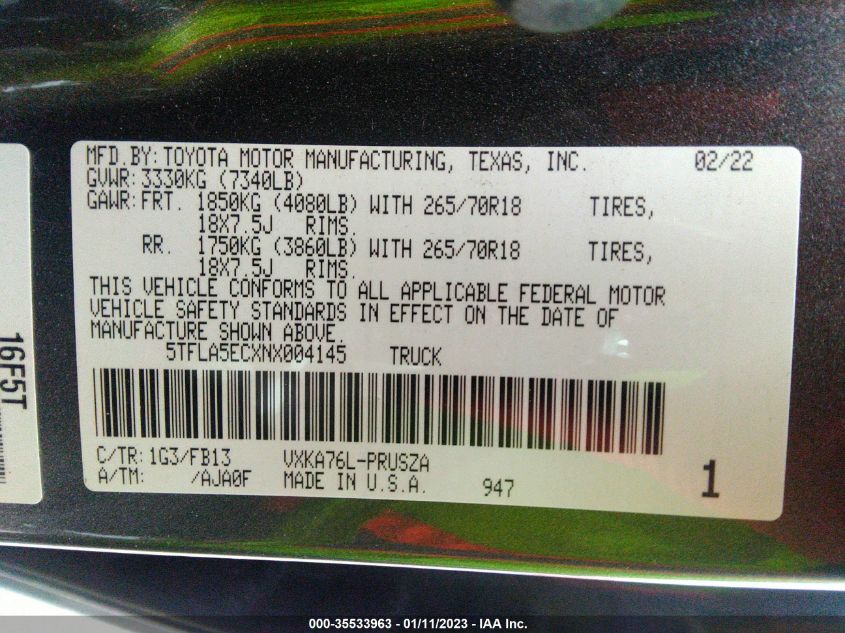 MFD.BY: TOYOTA MOTOR MANUFACTURING, TEXAS, INC. 02/22
GVWR: 3330KG (7340LB)
GAWR: FRT. 1850KG (4080LB) WITH 265/70R18 TIRES,
18X7.5J RIMS.
RR. 1750KG (3860LB) WITH 265/70R18 TIRES,
18X7.5J RIMS.
THIS VEHICLE CONFORMS TO ALL APPLICABLE FEDERAL MOTOR
VEHICLE SAFETY STANDARDS IN EFFECT ON THE DATE OF
MANUFACTURE SHOWN ABOVE.
5TFLA5ECXNX004145 TRUCK
C/TR: 1G3/FB13 VXKA76L-PRUSZA
A/TM: /AJA0F MADE IN U.S.A. 947 1
16F5T
000-35533963 - 01/11/2023 - IAA Inc.